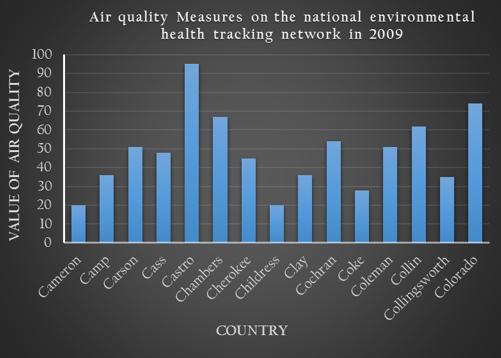 Air quality Measures on the national environmental
health tracking network in 2009
VALUE OF AIR QUALITY
100
90
80
70
60
50
40
30
20
10
0
Cameron
Camp
Carson
Cass
Castro
Chambers
Cherokee
Childress
Clay
Cochran
Coke
Coleman
Collin
Collingsworth
Colorado
COUNTRY